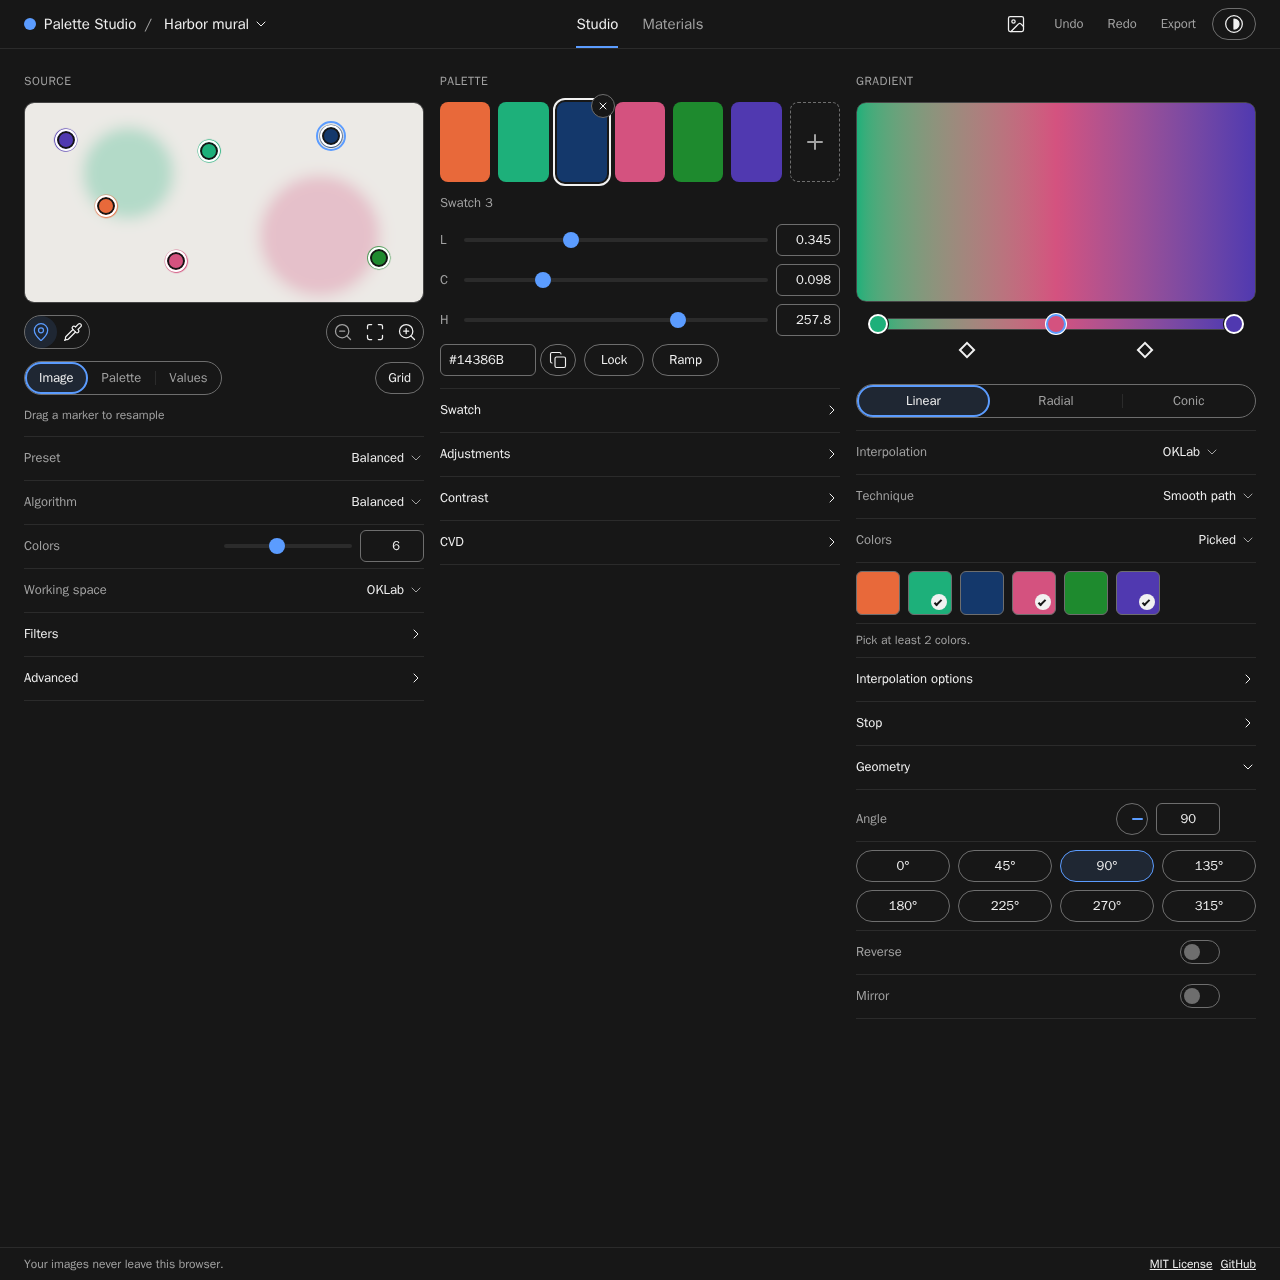 Palette Studio / Harbor mural
Studio Materials
Undo Redo Export
SOURCE
Image Palette Values Grid
Drag a marker to resample
Preset Balanced
Algorithm Balanced
Colors 6
Working space OKLab
Filters
Advanced
PALETTE
Swatch 3
L 0.345
C 0.098
H 257.8
#14386B Lock Ramp
Swatch
Adjustments
Contrast
CVD
GRADIENT
Linear Radial Conic
Interpolation OKLab
Technique Smooth path
Colors Picked
Pick at least 2 colors.
Interpolation options
Stop
Geometry
Angle 90
0° 45° 90° 135°
180° 225° 270° 315°
Reverse
Mirror
Your images never leave this browser.
MIT License GitHub